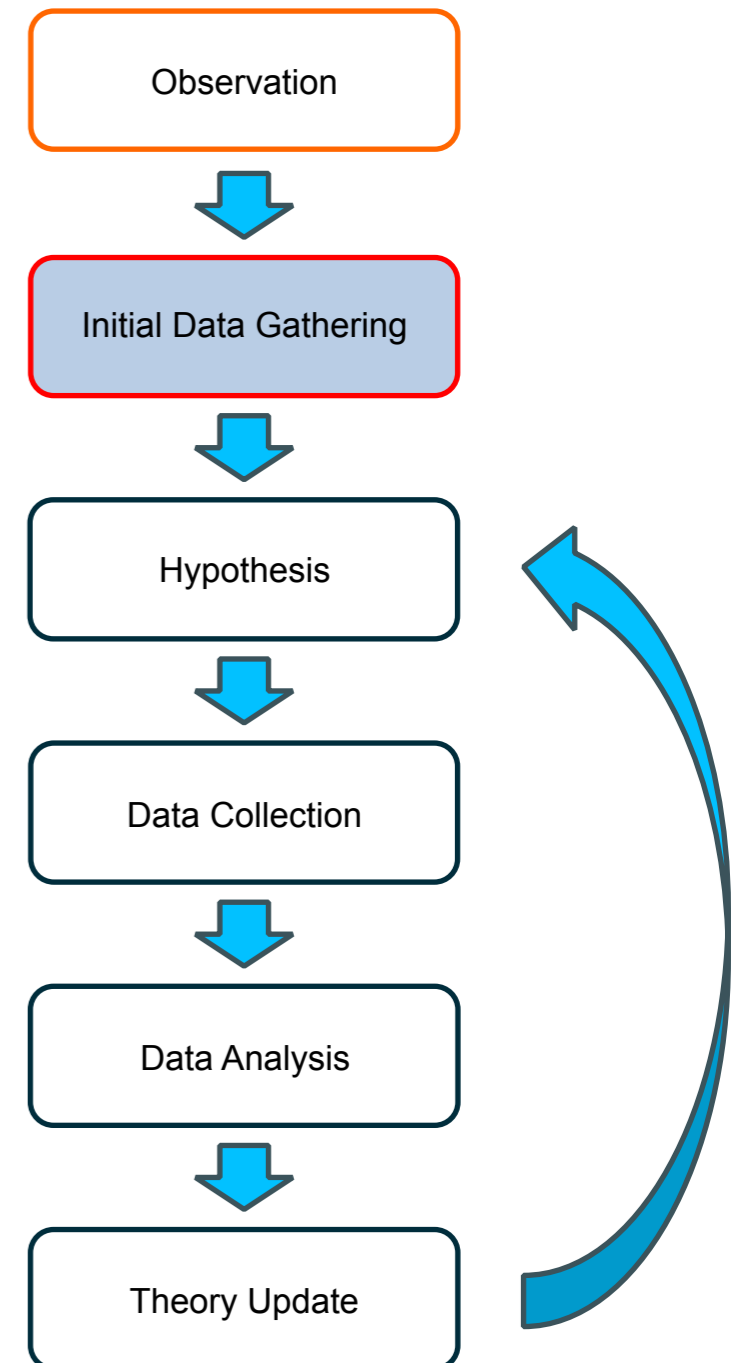 Observation
Initial Data Gathering
Hypothesis
Data Collection
Data Analysis
Theory Update